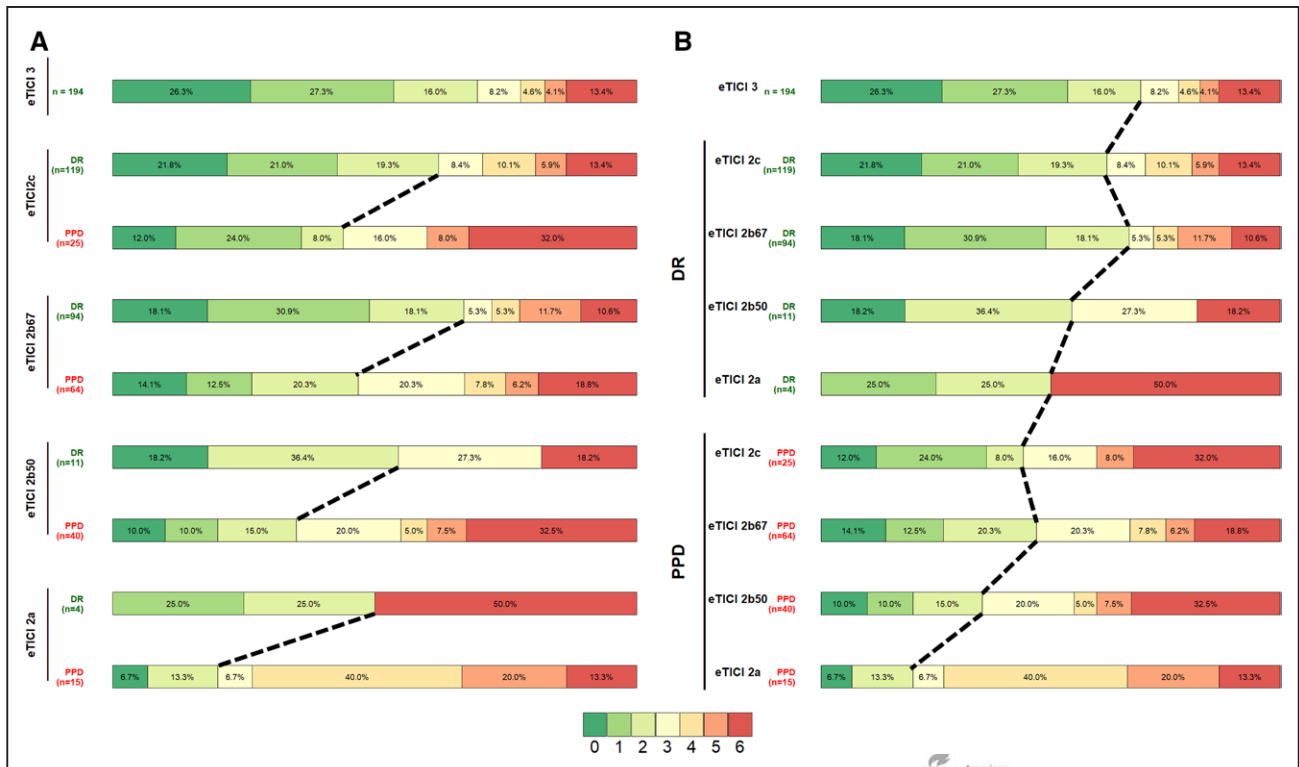 A
eTICI 3
n = 194
26.3% 27.3% 16.0% 8.2% 4.6% 4.1% 13.4%
eTICI2c
DR
(n=119)
21.8% 21.0% 19.3% 8.4% 10.1% 5.9% 13.4%
PPD
(n=25)
12.0% 24.0% 8.0% 16.0% 8.0% 32.0%
eTICI 2b67
DR
(n=94)
18.1% 30.9% 18.1% 5.3% 5.3% 11.7% 10.6%
PPD
(n=64)
14.1% 12.5% 20.3% 20.3% 7.8% 6.2% 18.8%
eTICI 2b50
DR
(n=11)
18.2% 36.4% 27.3% 18.2%
PPD
(n=40)
10.0% 10.0% 15.0% 20.0% 5.0% 7.5% 32.5%
eTICI 2a
DR
(n=4)
25.0% 25.0% 50.0%
PPD
(n=15)
6.7% 13.3% 6.7% 40.0% 20.0% 13.3%
B
eTICI 3 n = 194
26.3% 27.3% 16.0% 8.2% 4.6% 4.1% 13.4%
DR
eTICI 2c DR
(n=119)
21.8% 21.0% 19.3% 8.4% 10.1% 5.9% 13.4%
eTICI 2b67 DR
(n=94)
18.1% 30.9% 18.1% 5.3% 5.3% 11.7% 10.6%
eTICI 2b50 DR
(n=11)
18.2% 36.4% 27.3% 18.2%
eTICI 2a DR
(n=4)
25.0% 25.0% 50.0%
PPD
eTICI 2c PPD
(n=25)
12.0% 24.0% 8.0% 16.0% 8.0% 32.0%
eTICI 2b67 PPD
(n=64)
14.1% 12.5% 20.3% 20.3% 7.8% 6.2% 18.8%
eTICI 2b50 PPD
(n=40)
10.0% 10.0% 15.0% 20.0% 5.0% 7.5% 32.5%
eTICI 2a PPD
(n=15)
6.7% 13.3% 6.7% 40.0% 20.0% 13.3%
0 1 2 3 4 5 6